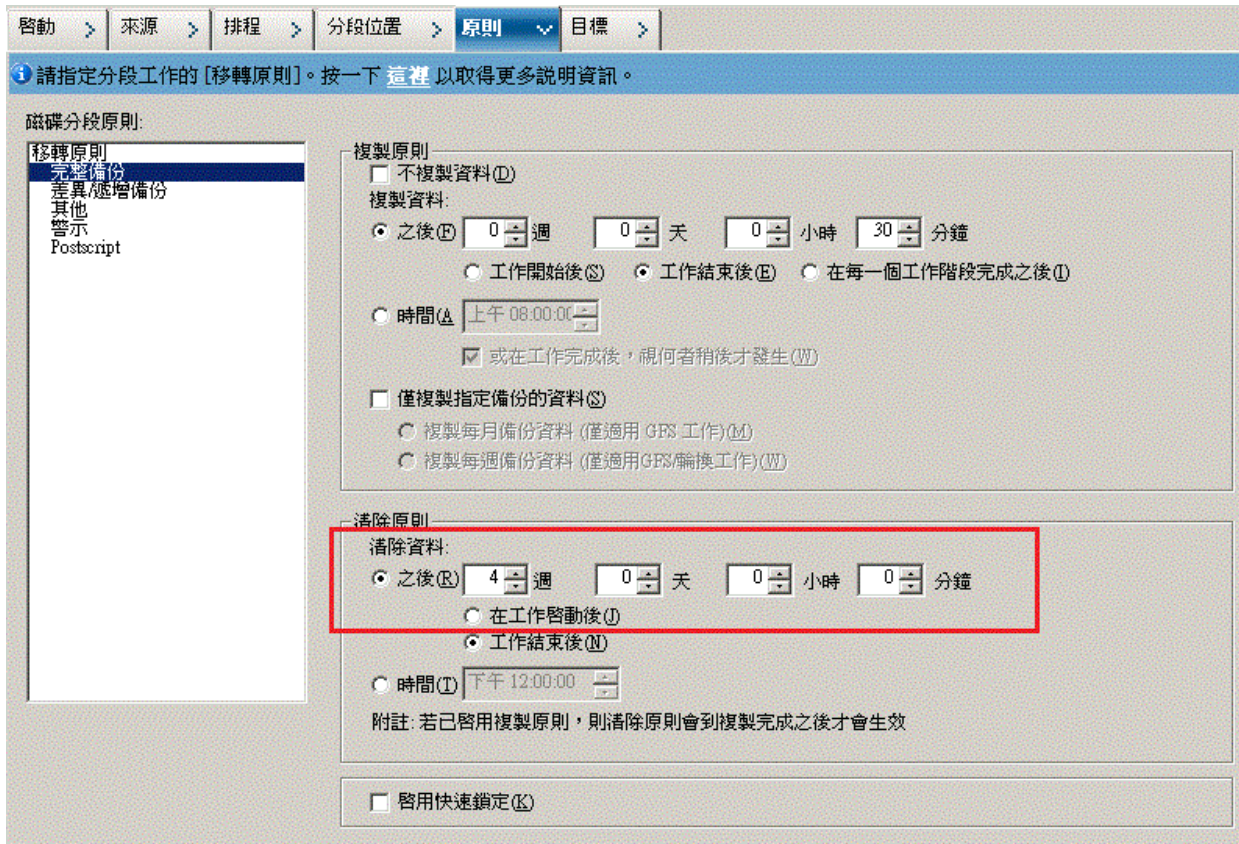 啓動 來源 排程 分段位置 原則 目標
請指定分段工作的 [移轉原則]。按一下 這裡 以取得更多説明資訊。
磁碟分段原則:
移轉原則
完整備份
差異/遞增備份
其他
警示
Postscript
複製原則
不複製資料(D)
複製資料:
之後(F) 0 週 0 天 0 小時 30 分鐘
工作開始後(S) 工作結束後(E) 在每一個工作階段完成之後(I)
時間(A 上午 08:00:00
或在工作完成後，視何者稍後才發生(W)
僅複製指定備份的資料(S)
複製每月備份資料 (僅適用 GFS 工作)(M)
複製每週備份資料 (僅適用GFS/輪換工作)(W)
清除原則
清除資料:
之後(R) 4 週 0 天 0 小時 0 分鐘
在工作啓動後(J)
工作結束後(N)
時間(T) 下午 12:00:00
附註: 若已啓用複製原則，則清除原則會到複製完成之後才會生效
啓用快速鎖定(K)